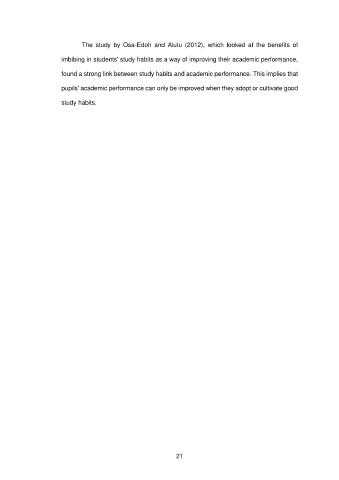 The study by Osa-Edoh and Alutu (2012), which looked at the benefits of
imbibing in students' study habits as a way of improving their academic performance,
found a strong link between study habits and academic performance. This implies that
pupils' academic performance can only be improved when they adopt or cultivate good
study habits.
21